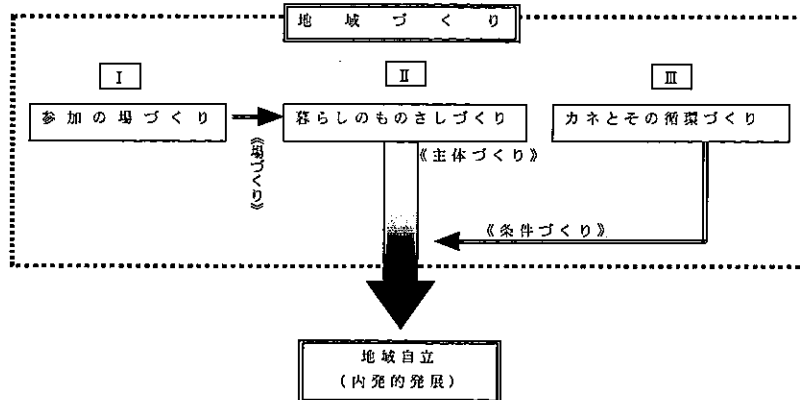 地域づくり
Ⅰ
Ⅱ
Ⅲ
参加の場づくり
暮らしのものさしづくり
カネとその循環づくり
《場づくり》
《主体づくり》
《条件づくり》
地域自立
(内発的発展)